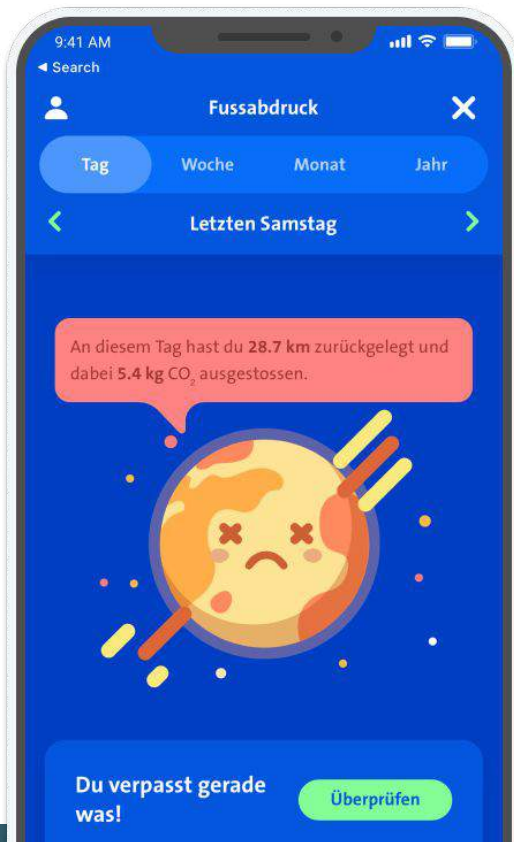 9:41 AM
◀ Search
Fussabdruck
Tag Woche Monat Jahr
Letzten Samstag
An diesem Tag hast du 28.7 km zurückgelegt und
dabei 5.4 kg CO₂ ausgestossen.
Du verpasst gerade
was!
Überprüfen